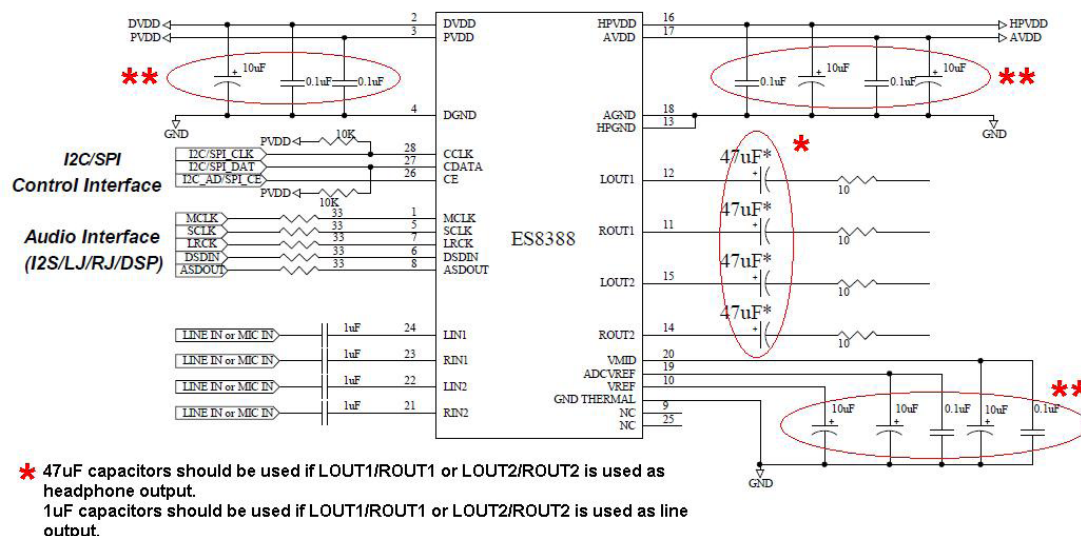 DVDD 2 DVDD HPVDD 16 HPVDD
PVDD 3 PVDD AVDD 17 AVDD
** 10uF 0.1uF 0.1uF 0.1uF 10uF 0.1uF 10uF **
4 DGND AGND 18
GND HPGND 13 GND
PVDD 10K
I2C/SPI
Control Interface
I2C/SPI_CLK 28 CCLK
I2C/SPI_DAT 27 CDATA
I2C_AD/SPI_CE 26 CE
PVDD 10K
Audio Interface
(I2S/LJ/RJ/DSP)
MCLK 33 1 MCLK
SCLK 33 5 SCLK
LRCK 33 7 LRCK
DSDIN 33 6 DSDIN
ASDOUT 33 8 ASDOUT
ES8388
*
LOUT1 12 47uF* 10
ROUT1 11 47uF* 10
LOUT2 15 47uF* 10
ROUT2 14 47uF* 10
LINE IN or MIC IN 1uF 24 LIN1
LINE IN or MIC IN 1uF 23 RIN1
LINE IN or MIC IN 1uF 22 LIN2
LINE IN or MIC IN 1uF 21 RIN2
VMID 20
ADCVREF 19
VREF 10
GND THERMAL
NC 9
NC 25
10uF 10uF 0.1uF 10uF 0.1uF **
GND
* 47uF capacitors should be used if LOUT1/ROUT1 or LOUT2/ROUT2 is used as
headphone output.
1uF capacitors should be used if LOUT1/ROUT1 or LOUT2/ROUT2 is used as line
output.